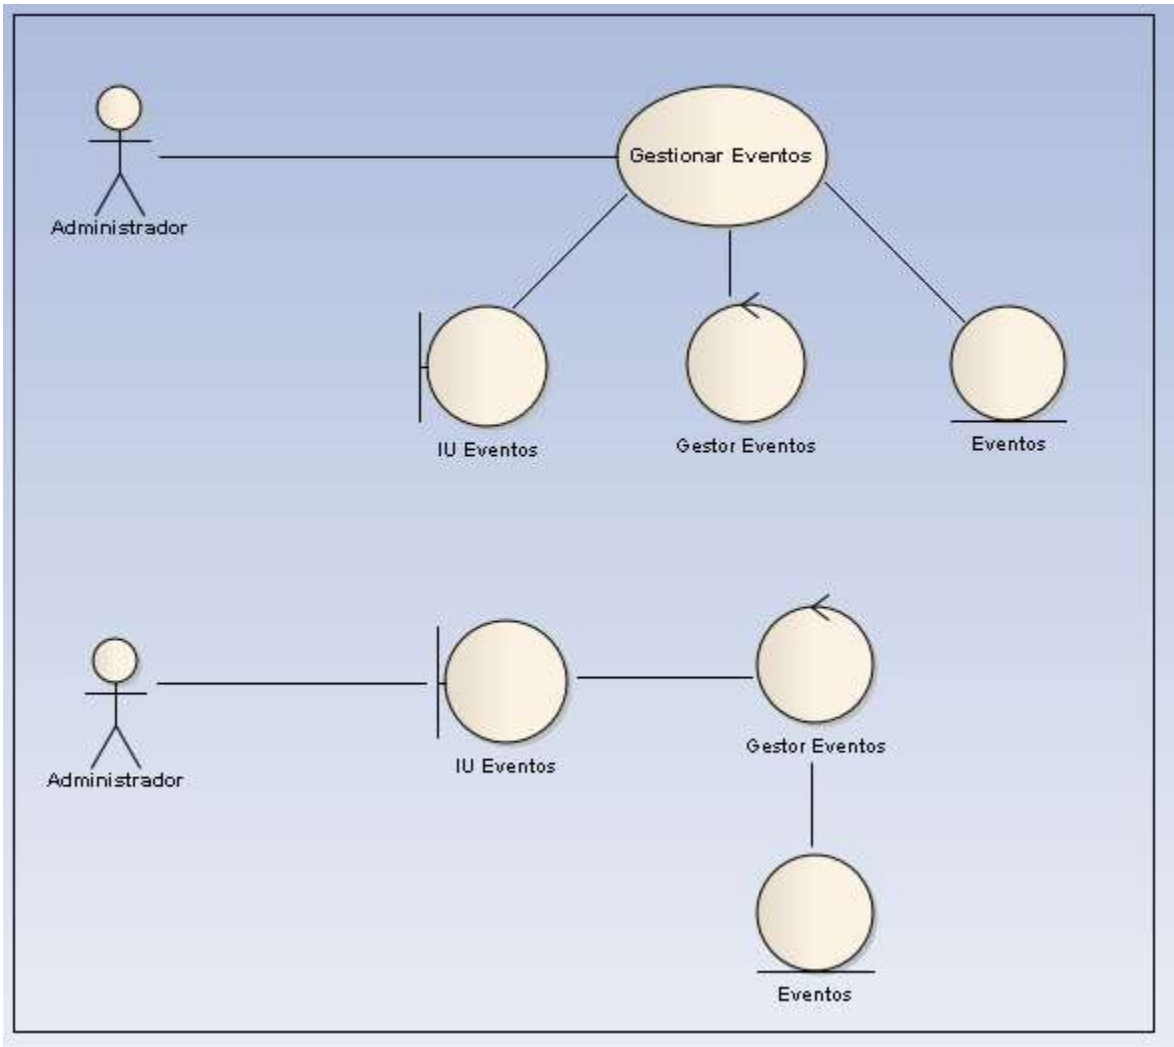 Gestionar Eventos
Administrador
IU Eventos
Gestor Eventos
Eventos
Administrador
IU Eventos
Gestor Eventos
Eventos